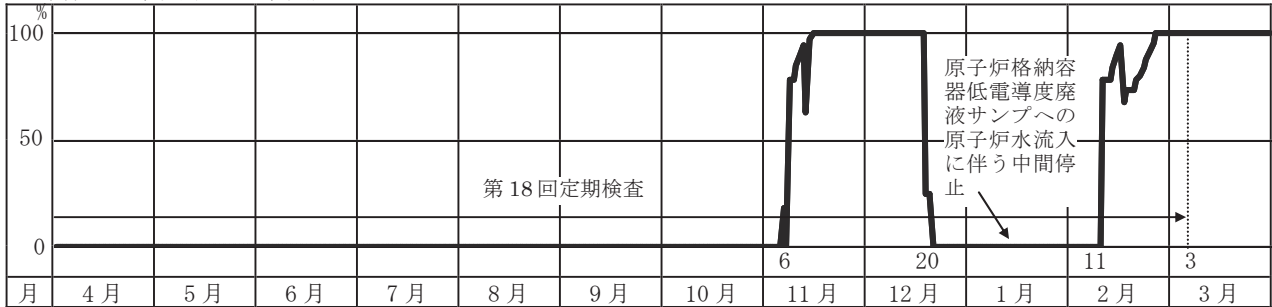 %
100
50
0
第18回定期検査
原子炉格納容
器低電導度廃
液サンプへの
原子炉水流入
に伴う中間停
止
6
20
11
3
月 4月 5月 6月 7月 8月 9月 10月 11月 12月 1月 2月 3月